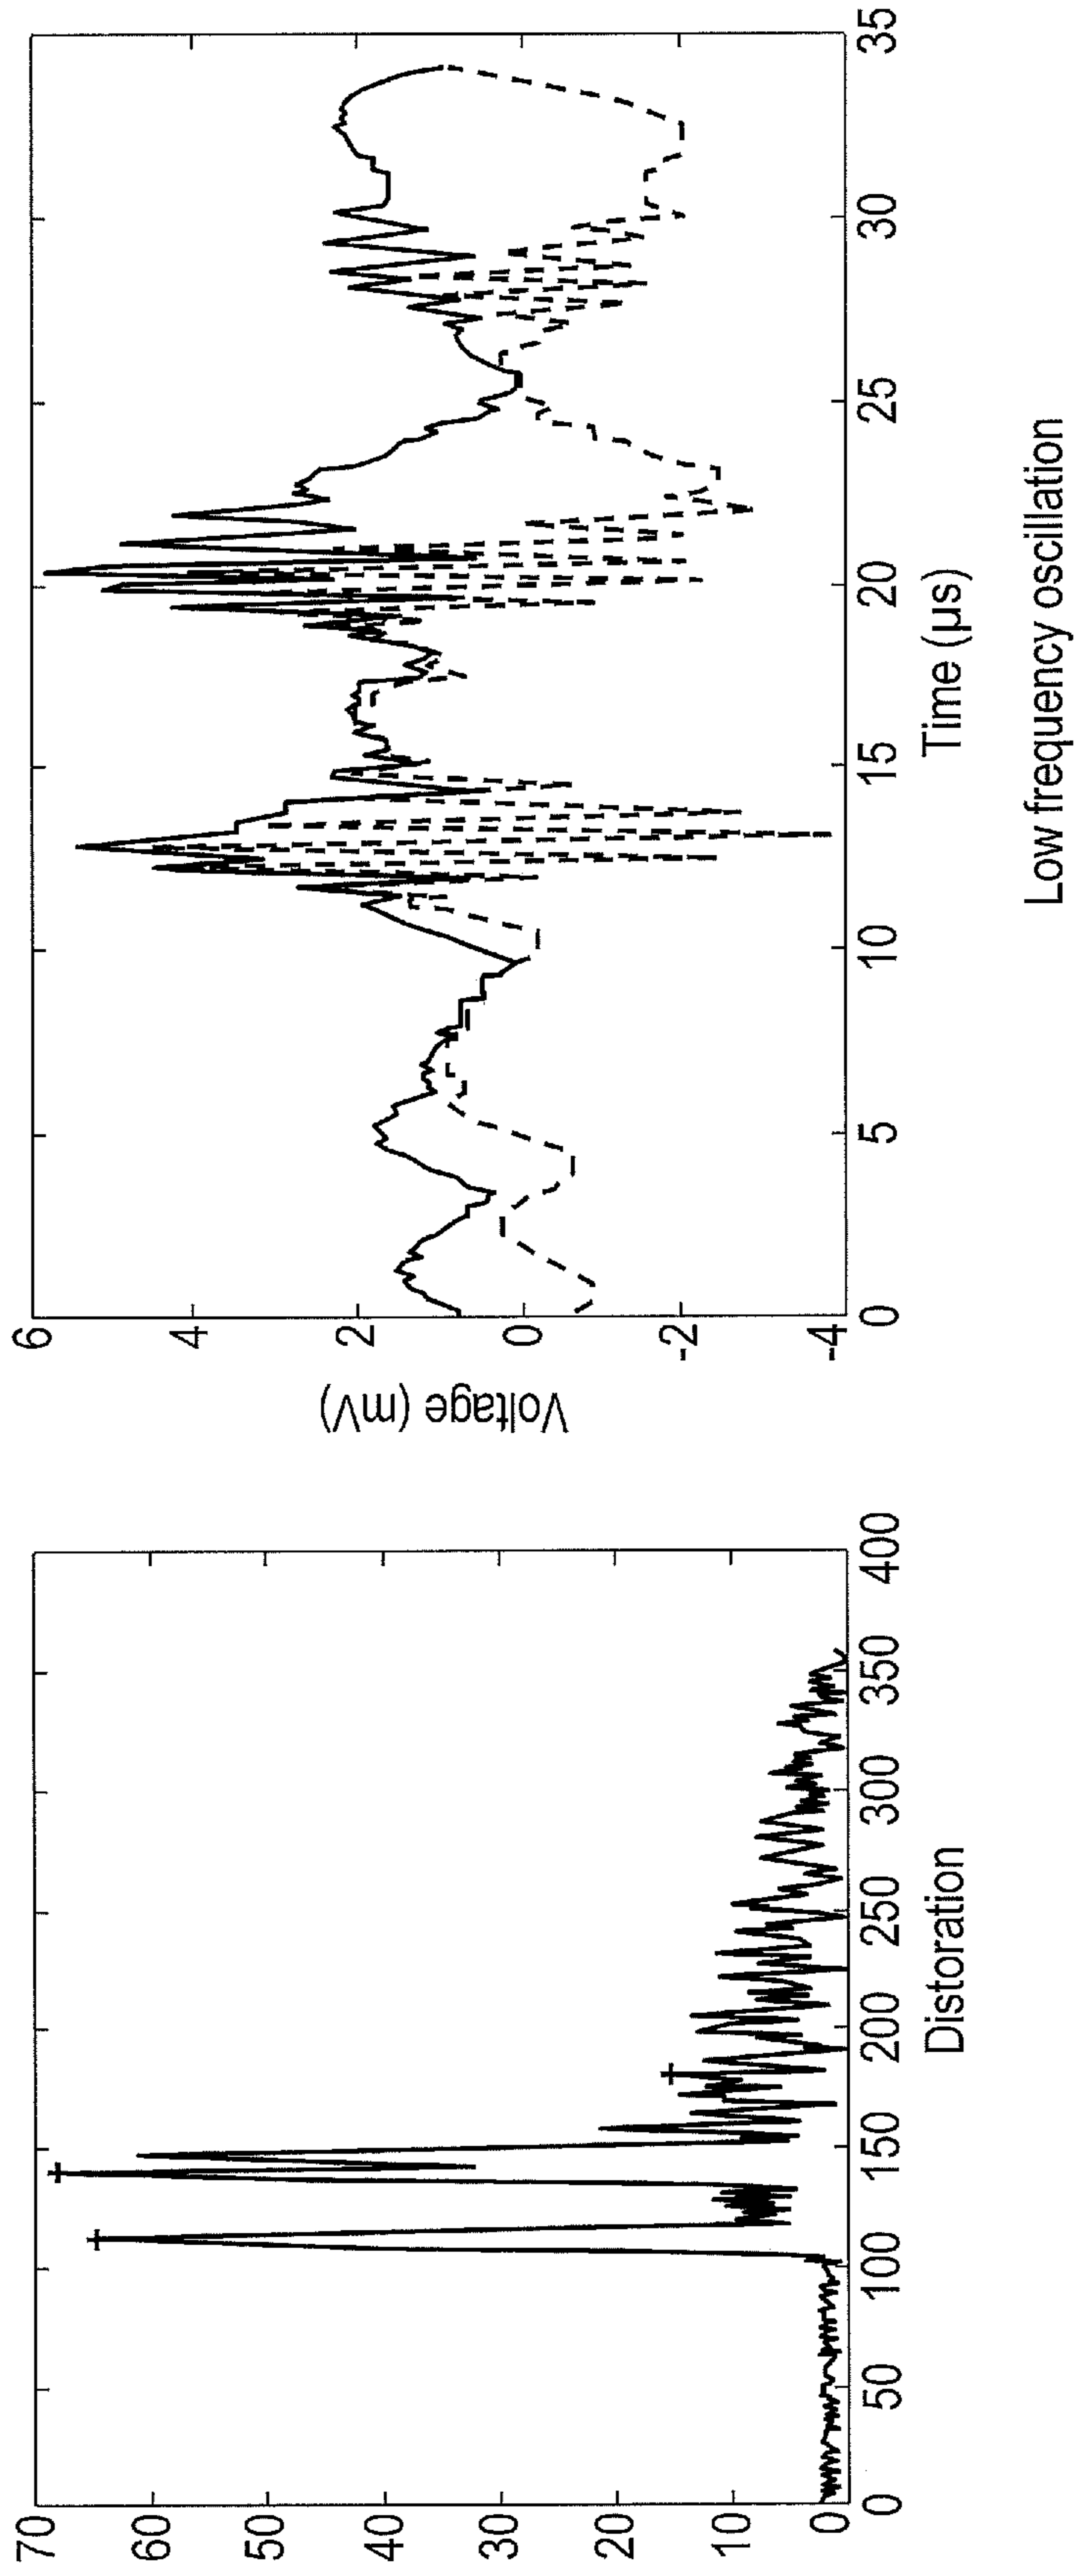 70
60
50
40
30
20
10
0
0 50 100 150 200 250 300 350 400
Distoration
Voltage (mV)
6
4
2
0
-2
-4
0 5 10 15 20 25 30 35
Time (µs)
Low frequency oscillation